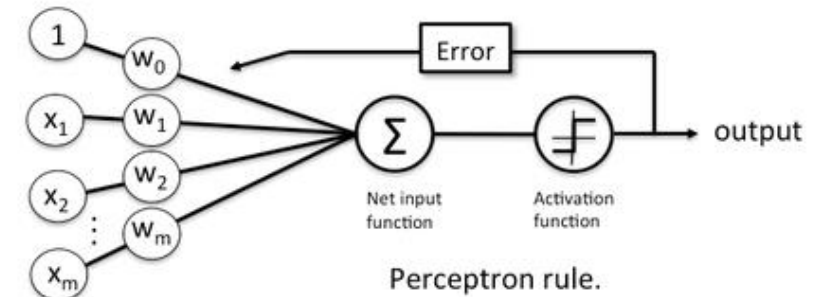 1
w₀
Error
x₁
w₁
Σ
output
x₂
w₂
Net input
function
Activation
function
⋮
wₘ
xₘ
Perceptron rule.